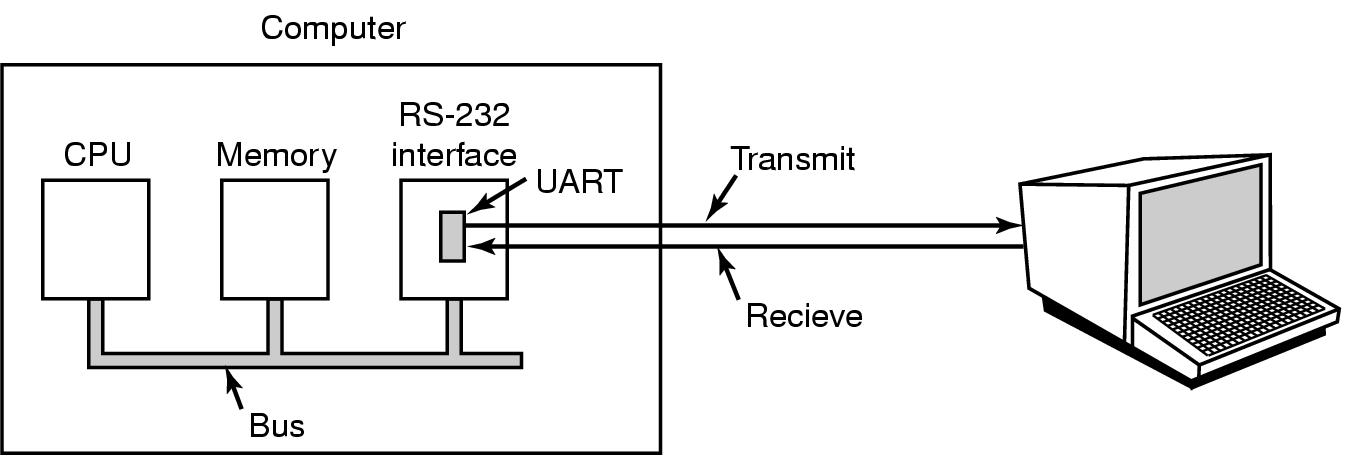 Computer
CPU
Memory
RS-232
interface
UART
Transmit
Recieve
Bus